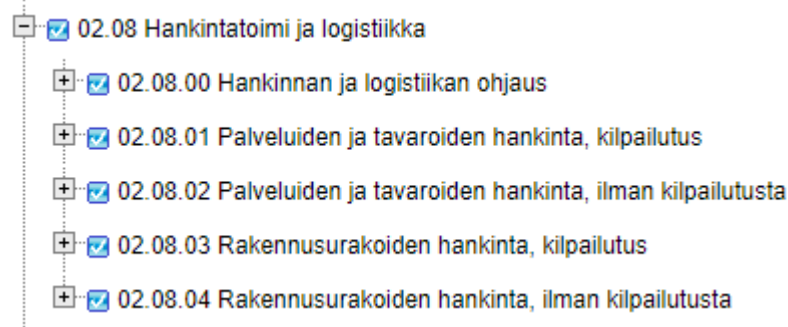 02.08 Hankintatoimi ja logistiikka
02.08.00 Hankinnan ja logistiikan ohjaus
02.08.01 Palveluiden ja tavaroiden hankinta, kilpailutus
02.08.02 Palveluiden ja tavaroiden hankinta, ilman kilpailutusta
02.08.03 Rakennusurakoiden hankinta, kilpailutus
02.08.04 Rakennusurakoiden hankinta, ilman kilpailutusta